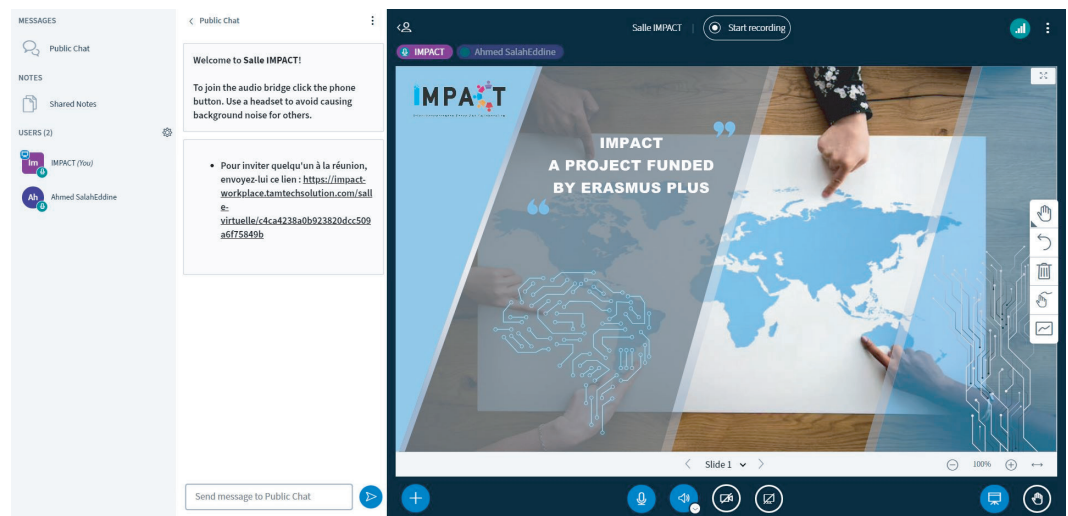 MESSAGES
Public Chat
NOTES
Shared Notes
USERS (2)
Im
IMPACT (You)
Ah
Ahmed SalahEddine
Public Chat
Welcome to Salle IMPACT!
To join the audio bridge click the phone
button. Use a headset to avoid causing
background noise for others.
Pour inviter quelqu'un à la réunion,
envoyez-lui ce lien : https://impact-
workplace.tamtechsolution.com/sall
e-
virtuelle/c4ca4238a0b923820dcc509
a6f75849b
Send message to Public Chat
Salle IMPACT
Start recording
IMPACT
Ahmed SalahEddine
IMPACT
IMPACT
A PROJECT FUNDED
BY ERASMUS PLUS
Slide 1
100%